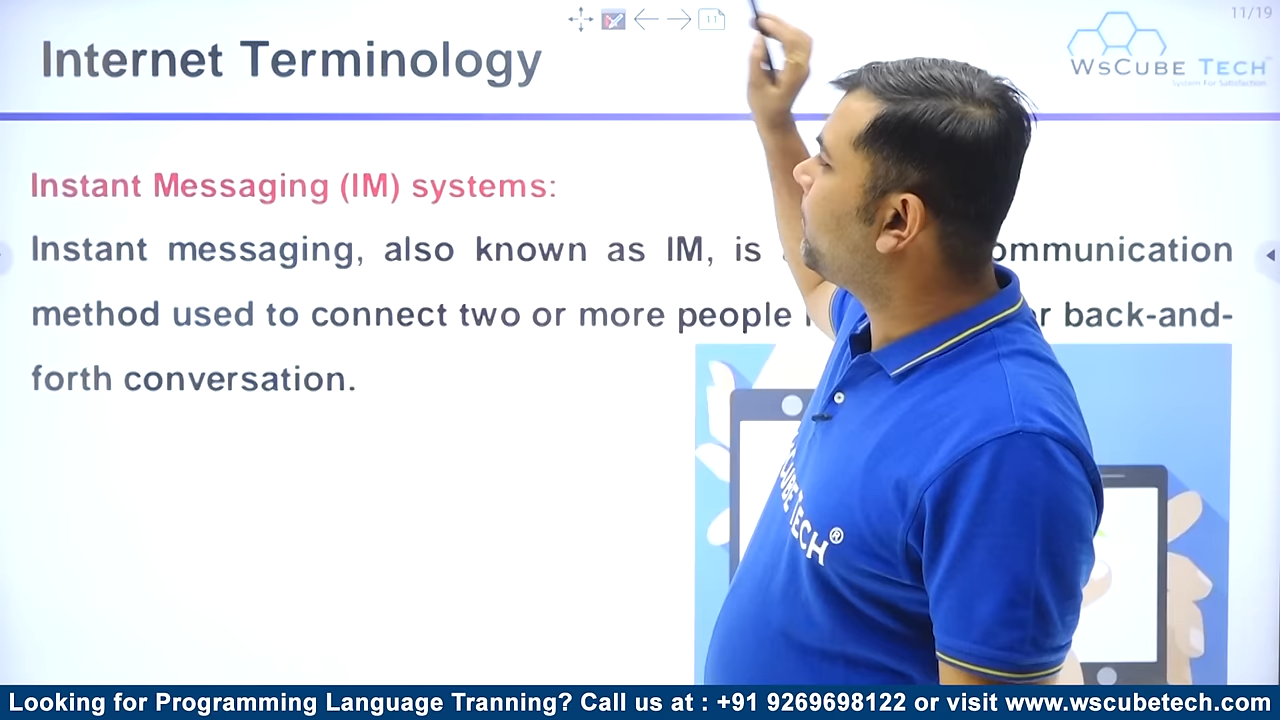 11
11/19
Internet Terminology
WSCUBE TECH
System For Satisfaction
Instant Messaging (IM) systems:
Instant messaging, also known as IM, is ommunication
method used to connect two or more people back-and-
forth conversation.
CUBE TECH®
Looking for Programming Language Tranning? Call us at : +91 9269698122 or visit www.wscubetech.com